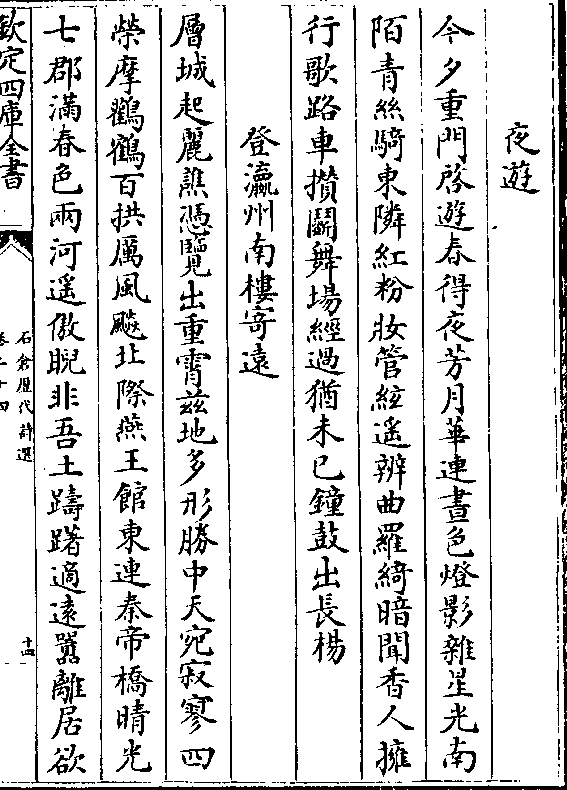 夜遊
今夕重門啓遊春得夜芳月華連晝色燈影雜星光南
陌青絲騎東隣紅粉妝管絃遥辨曲羅綺暗聞香人擁
行歌路車攅鬭舞場經過猶未已鐘鼓出長楊
登瀛州南樓寄遠
層城起麗譙憑覽出重霄兹地多形勝中天宛寂寥四
榮摩鸛鶴百拱厲風飈北際燕王館東連秦帝橋晴光
七郡滿春色兩河遥傲睨非吾土躊躇適遠囂離居欲
欽定四庫全書
石倉歴代詩選
卷二十四
十四